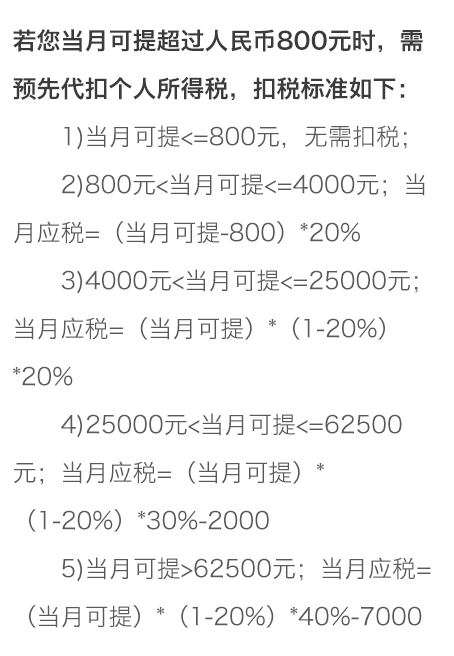 若您当月可提超过人民币800元时，需
预先代扣个人所得税，扣税标准如下：
1)当月可提<=800元，无需扣税；
2)800元<当月可提<=4000元；当
月应税=（当月可提-800）*20%
3)4000元<当月可提<=25000元；
当月应税=（当月可提）*（1-20%）
*20%
4)25000元<当月可提<=62500
元；当月应税=（当月可提）*
（1-20%）*30%-2000
5)当月可提>62500元；当月应税=
（当月可提）*（1-20%）*40%-7000